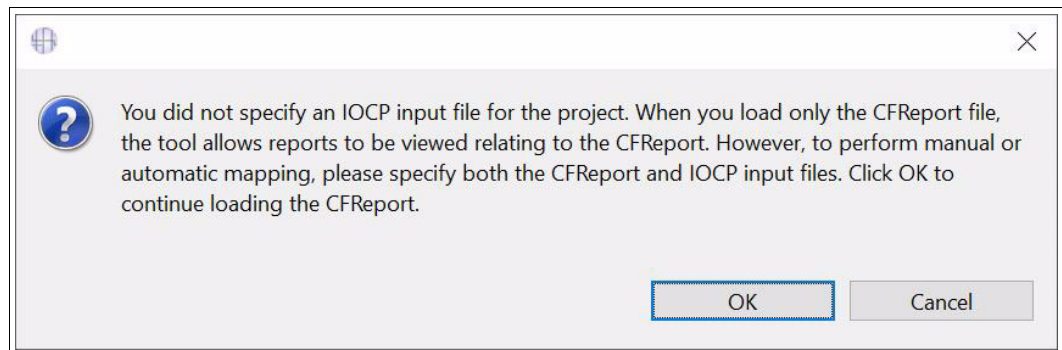 You did not specify an IOCP input file for the project. When you load only the CFReport file,
the tool allows reports to be viewed relating to the CFReport. However, to perform manual or
automatic mapping, please specify both the CFReport and IOCP input files. Click OK to
continue loading the CFReport.
OK
Cancel